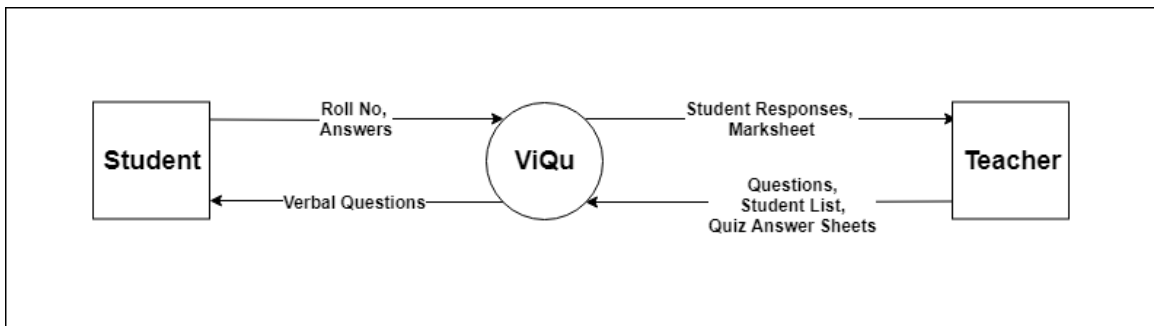 Roll No,
Answers
Student Responses,
Marksheet
Student
ViQu
Teacher
Verbal Questions
Questions,
Student List,
Quiz Answer Sheets